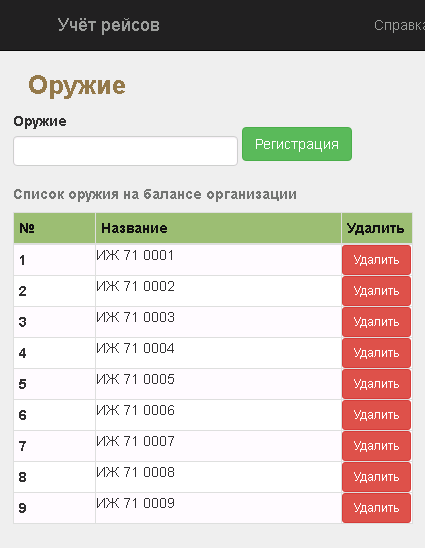 Учёт рейсов Справка
Оружие
Оружие
Регистрация
Список оружия на балансе организации
№ Название Удалить
1 ИЖ 71 0001 Удалить
2 ИЖ 71 0002 Удалить
3 ИЖ 71 0003 Удалить
4 ИЖ 71 0004 Удалить
5 ИЖ 71 0005 Удалить
6 ИЖ 71 0006 Удалить
7 ИЖ 71 0007 Удалить
8 ИЖ 71 0008 Удалить
9 ИЖ 71 0009 Удалить